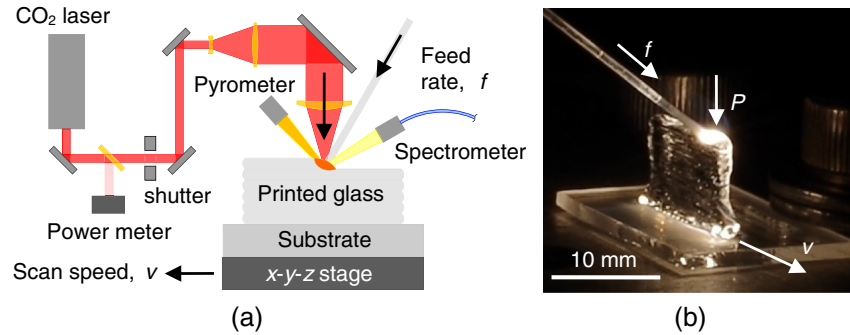 CO₂ laser
Feed
rate, f
Pyrometer
Spectrometer
shutter
Printed glass
Power meter
Substrate
Scan speed, v
x-y-z stage
(a)
f
P
v
10 mm
(b)